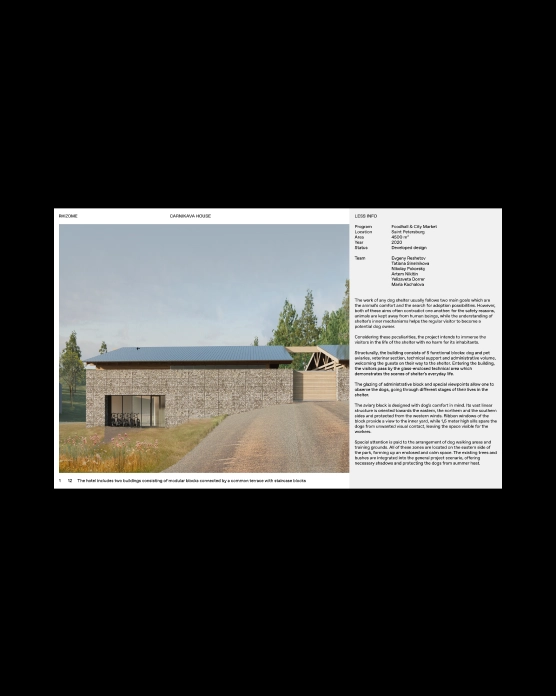 RHIZOME
CARNIKAVA HOUSE
LESS INFO
Program Foodhall & City Market
Location Saint Petersburg
Area 4600 m²
Year 2020
Status Developed design
Team Evgeny Reshetov
Tatiana Sinelnikova
Nikolay Pokovsky
Artem Nikitin
Yelizaveta Dorrer
Maria Kachalova
The work of any dog shelter usually follows two main goals which are
the animal's comfort and the search for adoption possibilities. However,
both of these aims often contradict one another: for the safety reasons,
animals are kept away from human beings, while the understanding of
shelter's inner mechanisms helps the regular visitor to become a
potential dog owner.
Considering these peculiarities, the project intends to immerse the
visitors in the life of the shelter with no harm for its inhabitants.
Structurally, the building consists of 5 functional blocks: dog and pet
aviaries, veterinary section, technical support and administrative volume,
welcoming the guests on their way to the shelter. Entering the building,
the visitors pass by the glass-enclosed technical area which
demonstrates the scenes of shelter's everyday life.
The glazing of administrative block and special viewpoints allow one to
observe the dogs, going through different stages of their lives in the
shelter.
The aviary block is designed with dog's comfort in mind. Its vast linear
structure is oriented towards the eastern, the northern and the southern
sides and protected from the western winds. Ribbon windows of the
block provide a view to the inner yard, while 1,5 metal high sills spare the
dogs from unwanted visual contact, leaving the space visible for the
workers.
Special attention is paid to the arrangement of dog walking areas and
training grounds. All of these zones are located on the eastern side of
the park, forming up an enclosed and calm space. The existing trees and
bushes are integrated into the general project scenario, offering
necessary shadows and protecting the dogs from summer heat.
1 12 The hotel includes two buildings consisting of modular blocks connected by a common terrace with staircase blocks